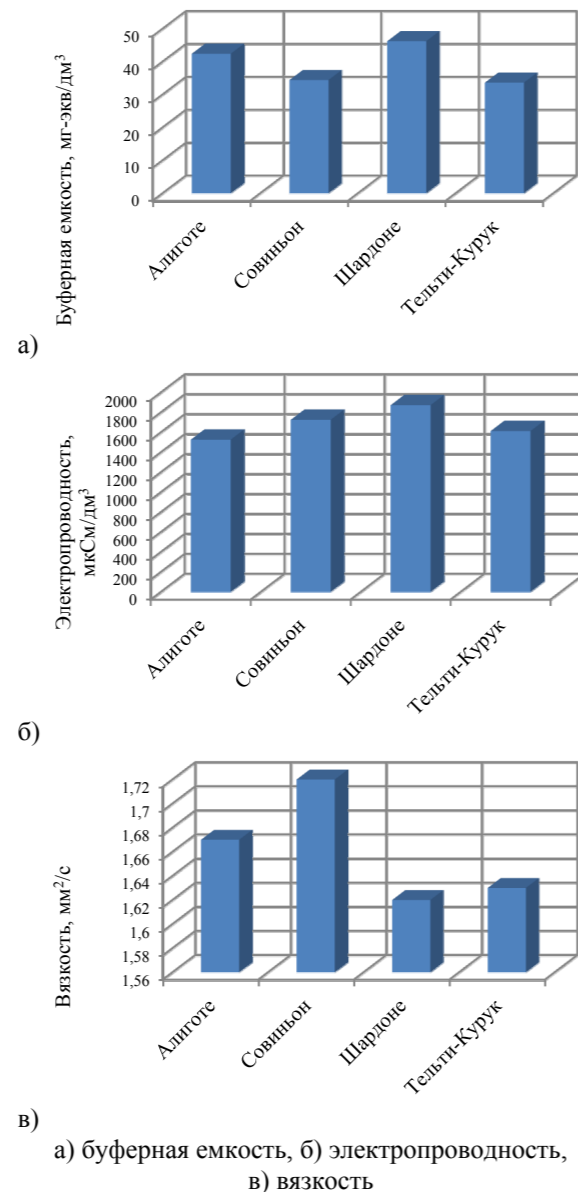 50
40
30
20
10
0
Буферная емкость, мг-экв/дм³
Алиготе
Совиньон
Шардоне
Тельти-Курук
а)
2000
1800
1600
1400
1200
1000
800
600
400
200
0
Электропроводность,
мкСм/дм³
Алиготе
Совиньон
Шардоне
Тельти-Курук
б)
1,72
1,7
1,68
1,66
1,64
1,62
1,6
1,58
1,56
Вязкость, мм²/с
Алиготе
Совиньон
Шардоне
Тельти-Курук
в)
а) буферная емкость, б) электропроводность,
в) вязкость